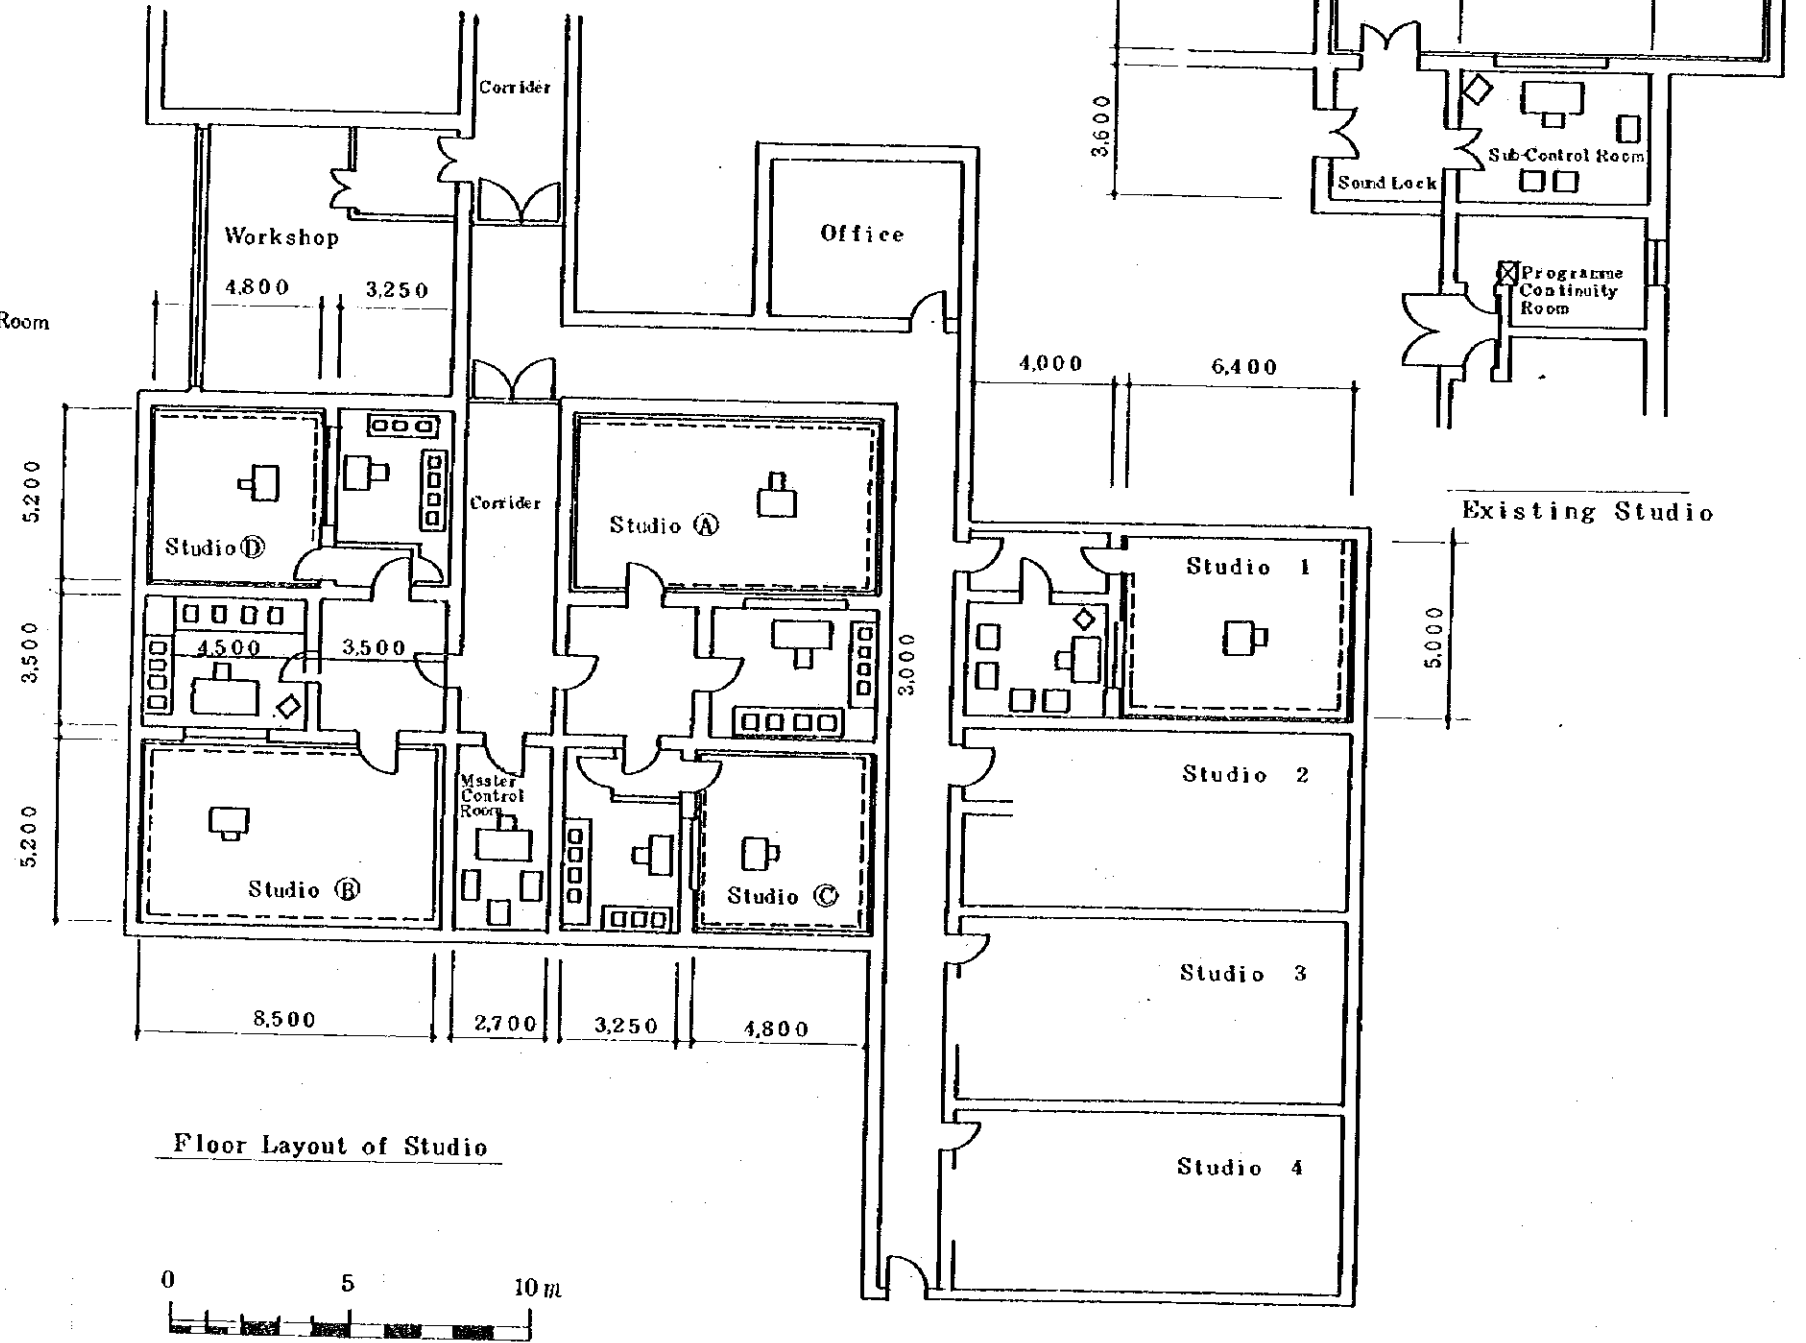 Corrider
3,600
Sub-Control Room
Sound Lock
Workshop
Office
4,800
3,250
Programme
Continuity
Room
Room
4,000
6,400
5,200
Corrider
Studio Ⓐ
Existing Studio
Studio Ⓓ
Studio 1
3,500
4,500
3,500
3,000
5,000
Master
Control
Room
Studio 2
5,200
Studio Ⓑ
Studio Ⓒ
Studio 3
8,500
2,700
3,250
4,800
Floor Layout of Studio
Studio 4
0 5 10 m